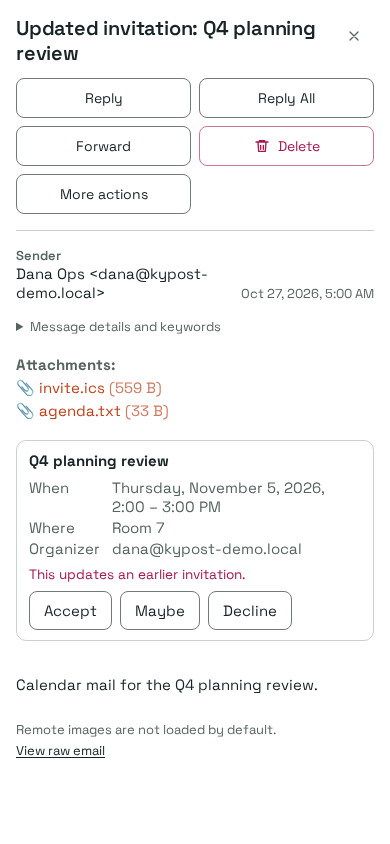 Updated invitation: Q4 planning
review
Reply
Reply All
Forward
Delete
More actions
Sender
Dana Ops <dana@kypost-
demo.local>
Oct 27, 2026, 5:00 AM
Message details and keywords
Attachments:
invite.ics (559 B)
agenda.txt (33 B)
Q4 planning review
When Thursday, November 5, 2026,
2:00 – 3:00 PM
Where Room 7
Organizer dana@kypost-demo.local
This updates an earlier invitation.
Accept Maybe Decline
Calendar mail for the Q4 planning review.
Remote images are not loaded by default.
View raw email